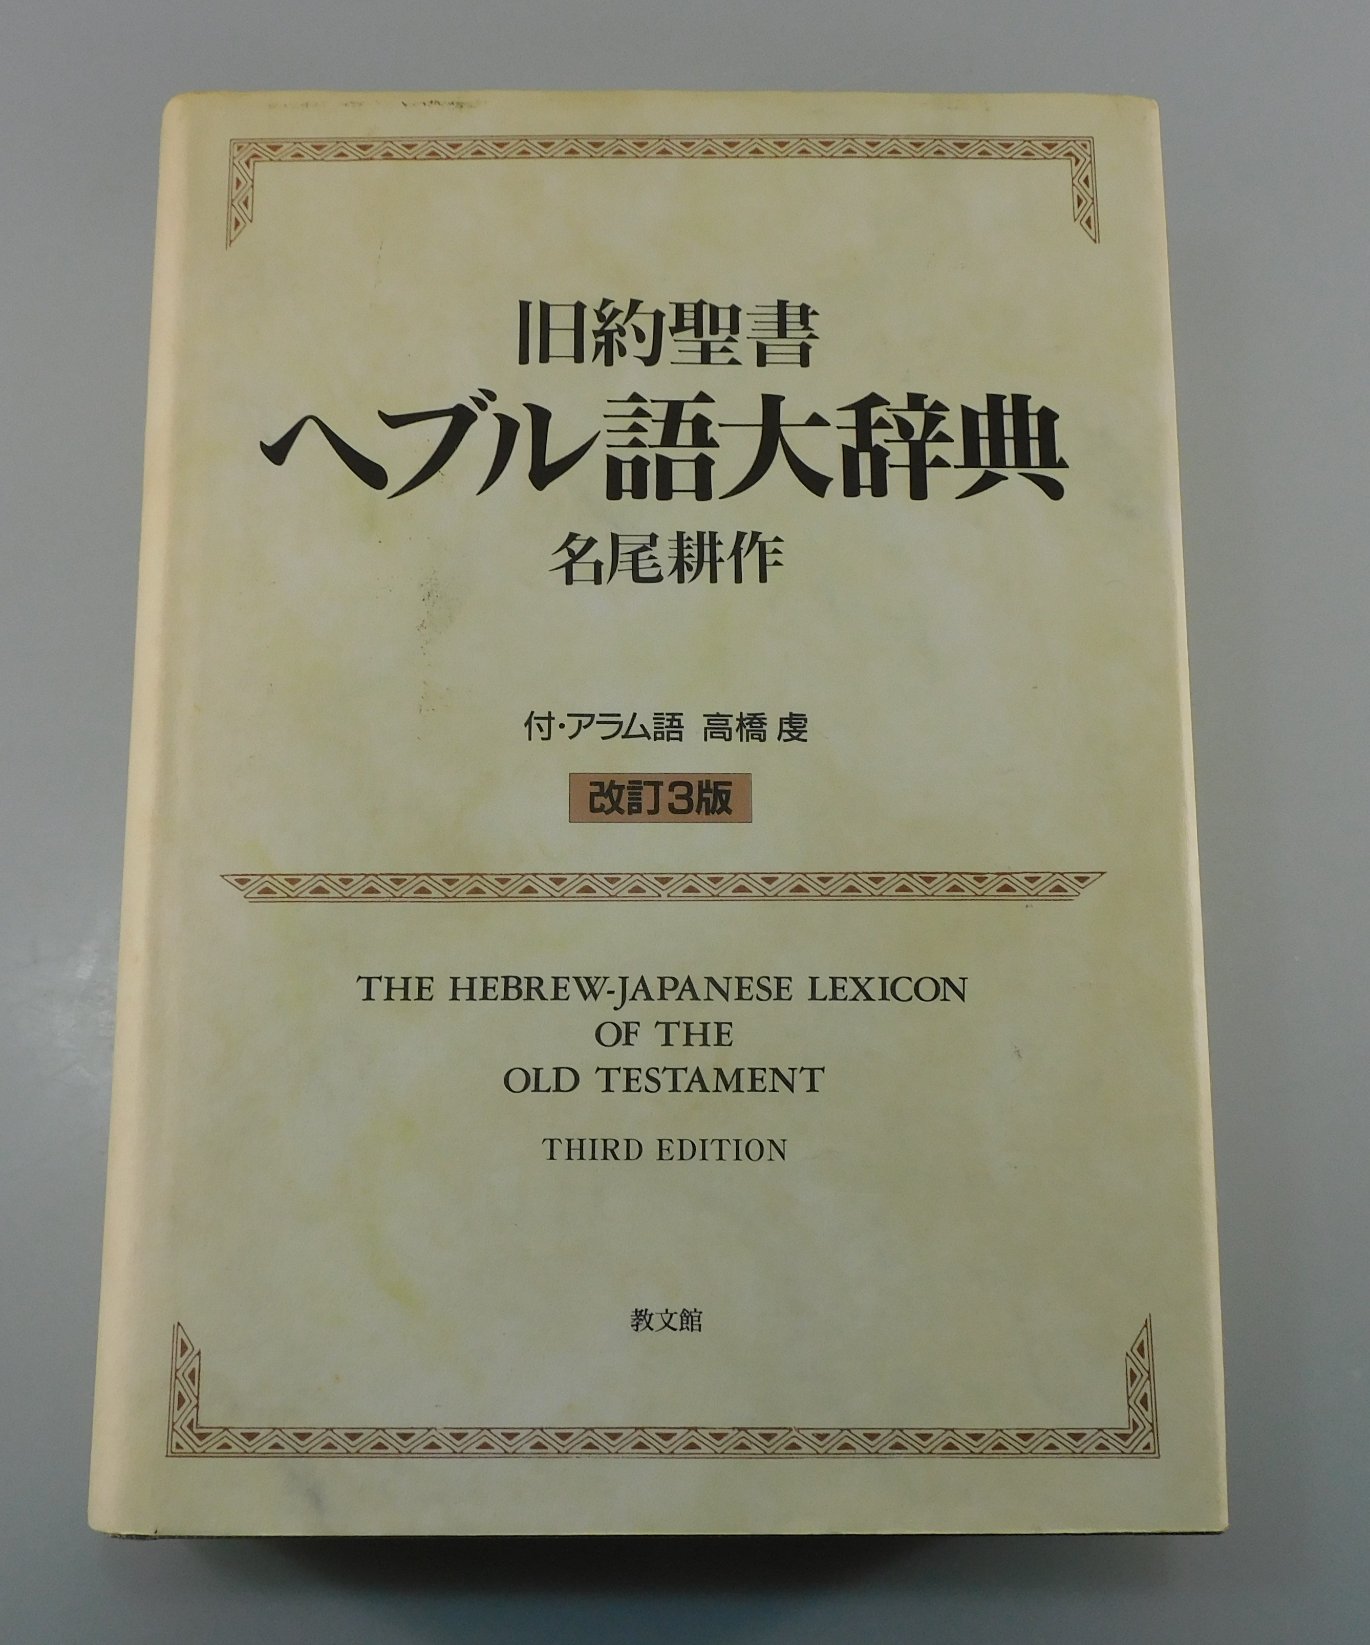 旧約聖書
ヘブル語大辞典
名尾耕作
付・アラム語 高橋 虔
改訂3版
THE HEBREW-JAPANESE LEXICON
OF THE
OLD TESTAMENT
THIRD EDITION
教文館